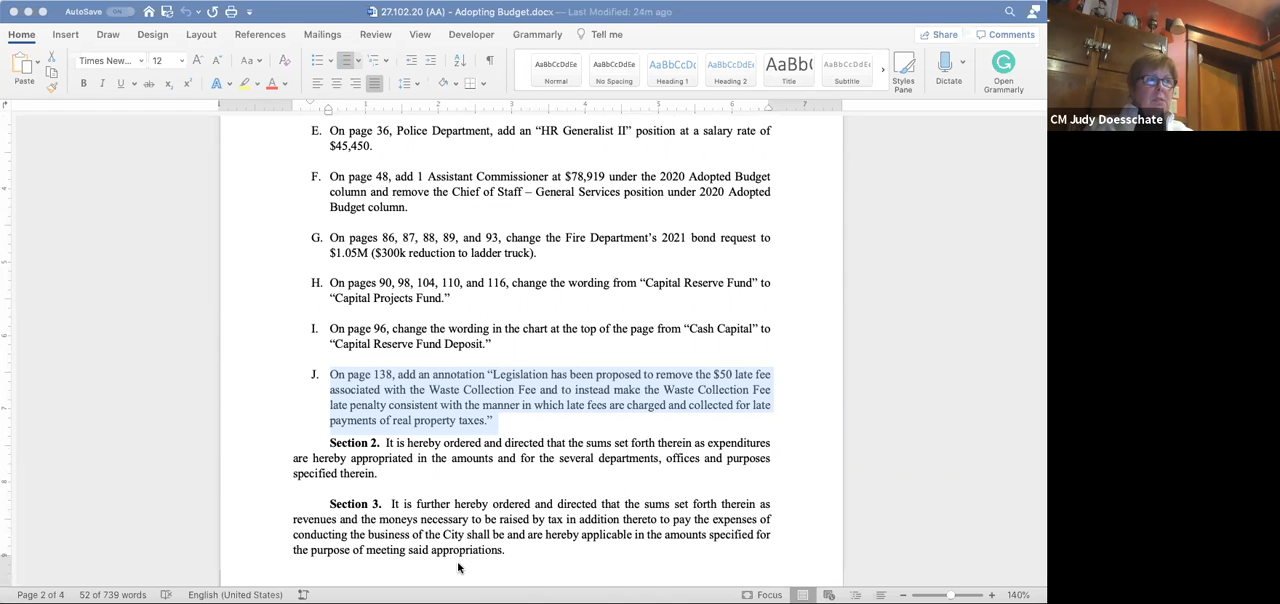 AutoSave
27.102.20 (AA) - Adopting Budget.docx — Last Modified: 24m ago
Home Insert Draw Design Layout References Mailings Review View Developer Grammarly Tell me Share Comments
Paste
Times New... 12
AaBbCcDdEe AaBbCcDdEe AaBbCcDc AaBbCcDdEe AaBb( AaBbCcDdEe
Normal No Spacing Heading 1 Heading 2 Title Subtitle
Styles Pane
Dictate
Open Grammarly
1 1 2 3 4 5 6 7
E. On page 36, Police Department, add an “HR Generalist II” position at a salary rate of
$45,450.
F. On page 48, add 1 Assistant Commissioner at $78,919 under the 2020 Adopted Budget
column and remove the Chief of Staff – General Services position under 2020 Adopted
Budget column.
G. On pages 86, 87, 88, 89, and 93, change the Fire Department’s 2021 bond request to
$1.05M ($300k reduction to ladder truck).
H. On pages 90, 98, 104, 110, and 116, change the wording from “Capital Reserve Fund” to
“Capital Projects Fund.”
I. On page 96, change the wording in the chart at the top of the page from “Cash Capital” to
“Capital Reserve Fund Deposit.”
J. On page 138, add an annotation “Legislation has been proposed to remove the $50 late fee
associated with the Waste Collection Fee and to instead make the Waste Collection Fee
late penalty consistent with the manner in which late fees are charged and collected for late
payments of real property taxes.”
Section 2. It is hereby ordered and directed that the sums set forth therein as expenditures
are hereby appropriated in the amounts and for the several departments, offices and purposes
specified therein.
Section 3. It is further hereby ordered and directed that the sums set forth therein as
revenues and the moneys necessary to be raised by tax in addition thereto to pay the expenses of
conducting the business of the City shall be and are hereby applicable in the amounts specified for
the purpose of meeting said appropriations.
Page 2 of 4 52 of 739 words English (United States) Focus 140%
CM Judy Doesschate